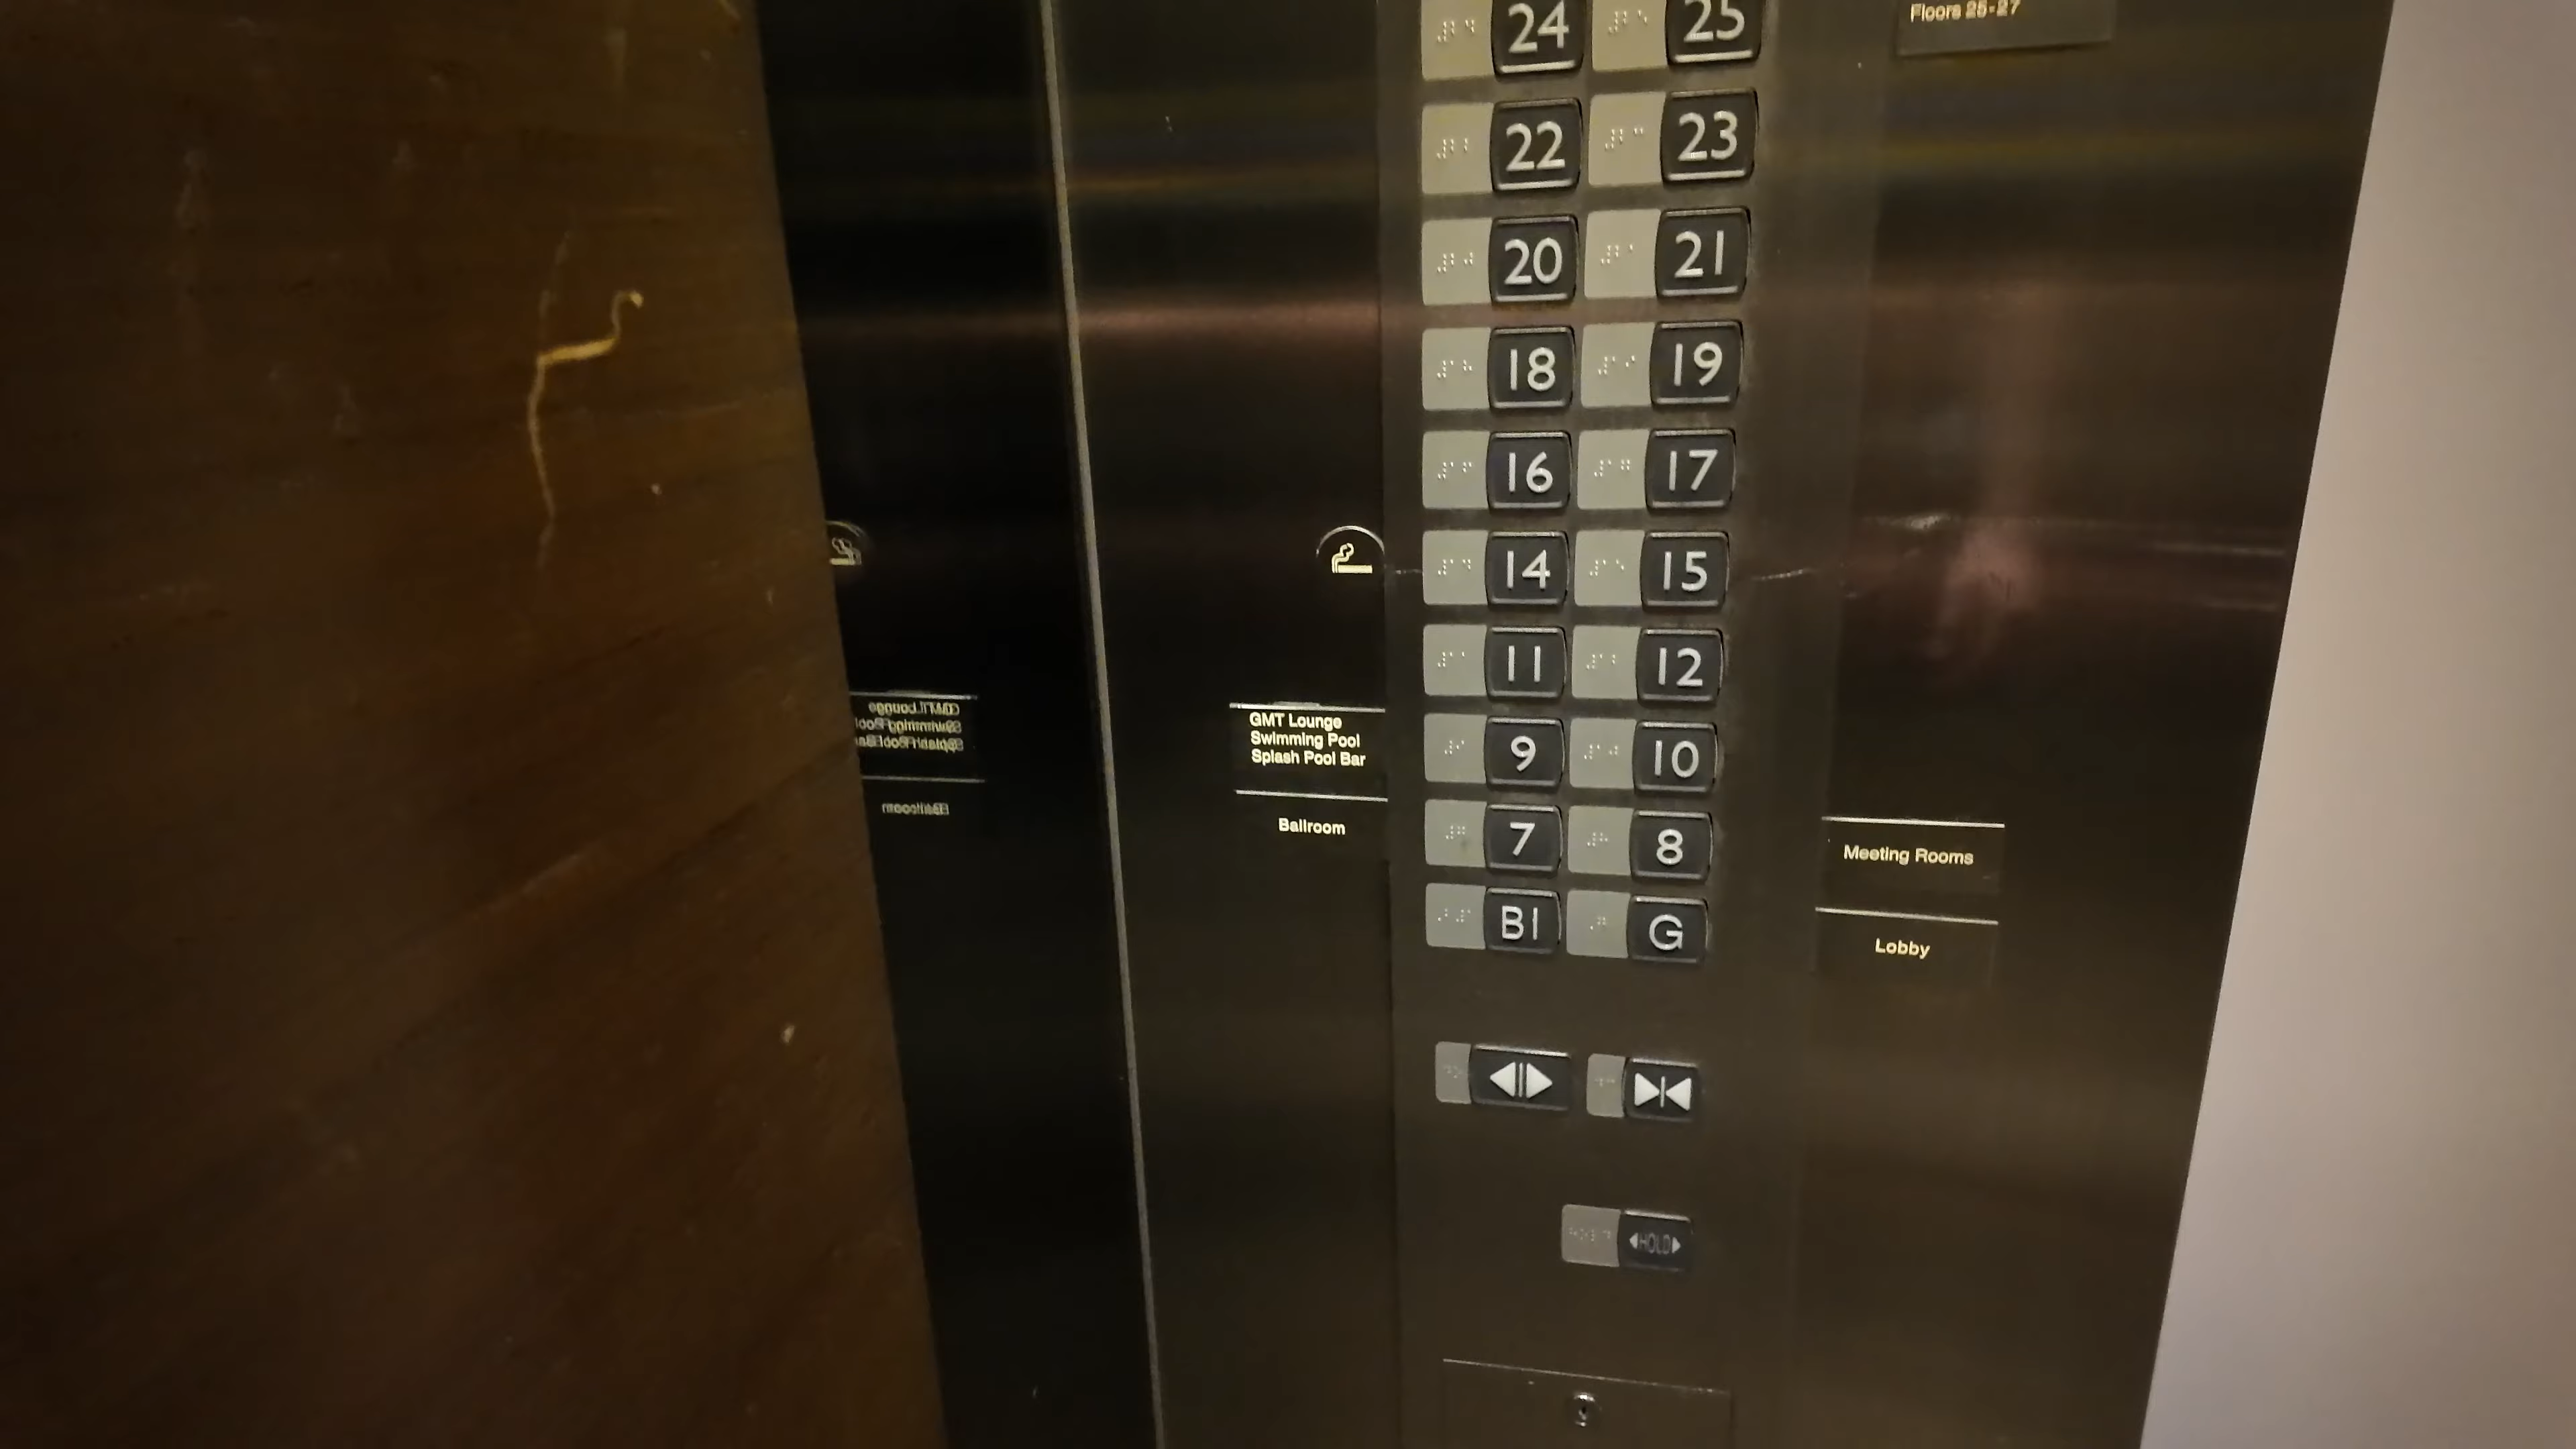 Floors 25-27
24 25
22 23
20 21
18 19
16 17
14 15
11 12
9 10
7 8
B1 G
GMT Lounge
Swimming Pool
Splash Pool Bar
Ballroom
Meeting Rooms
Lobby
HOLD